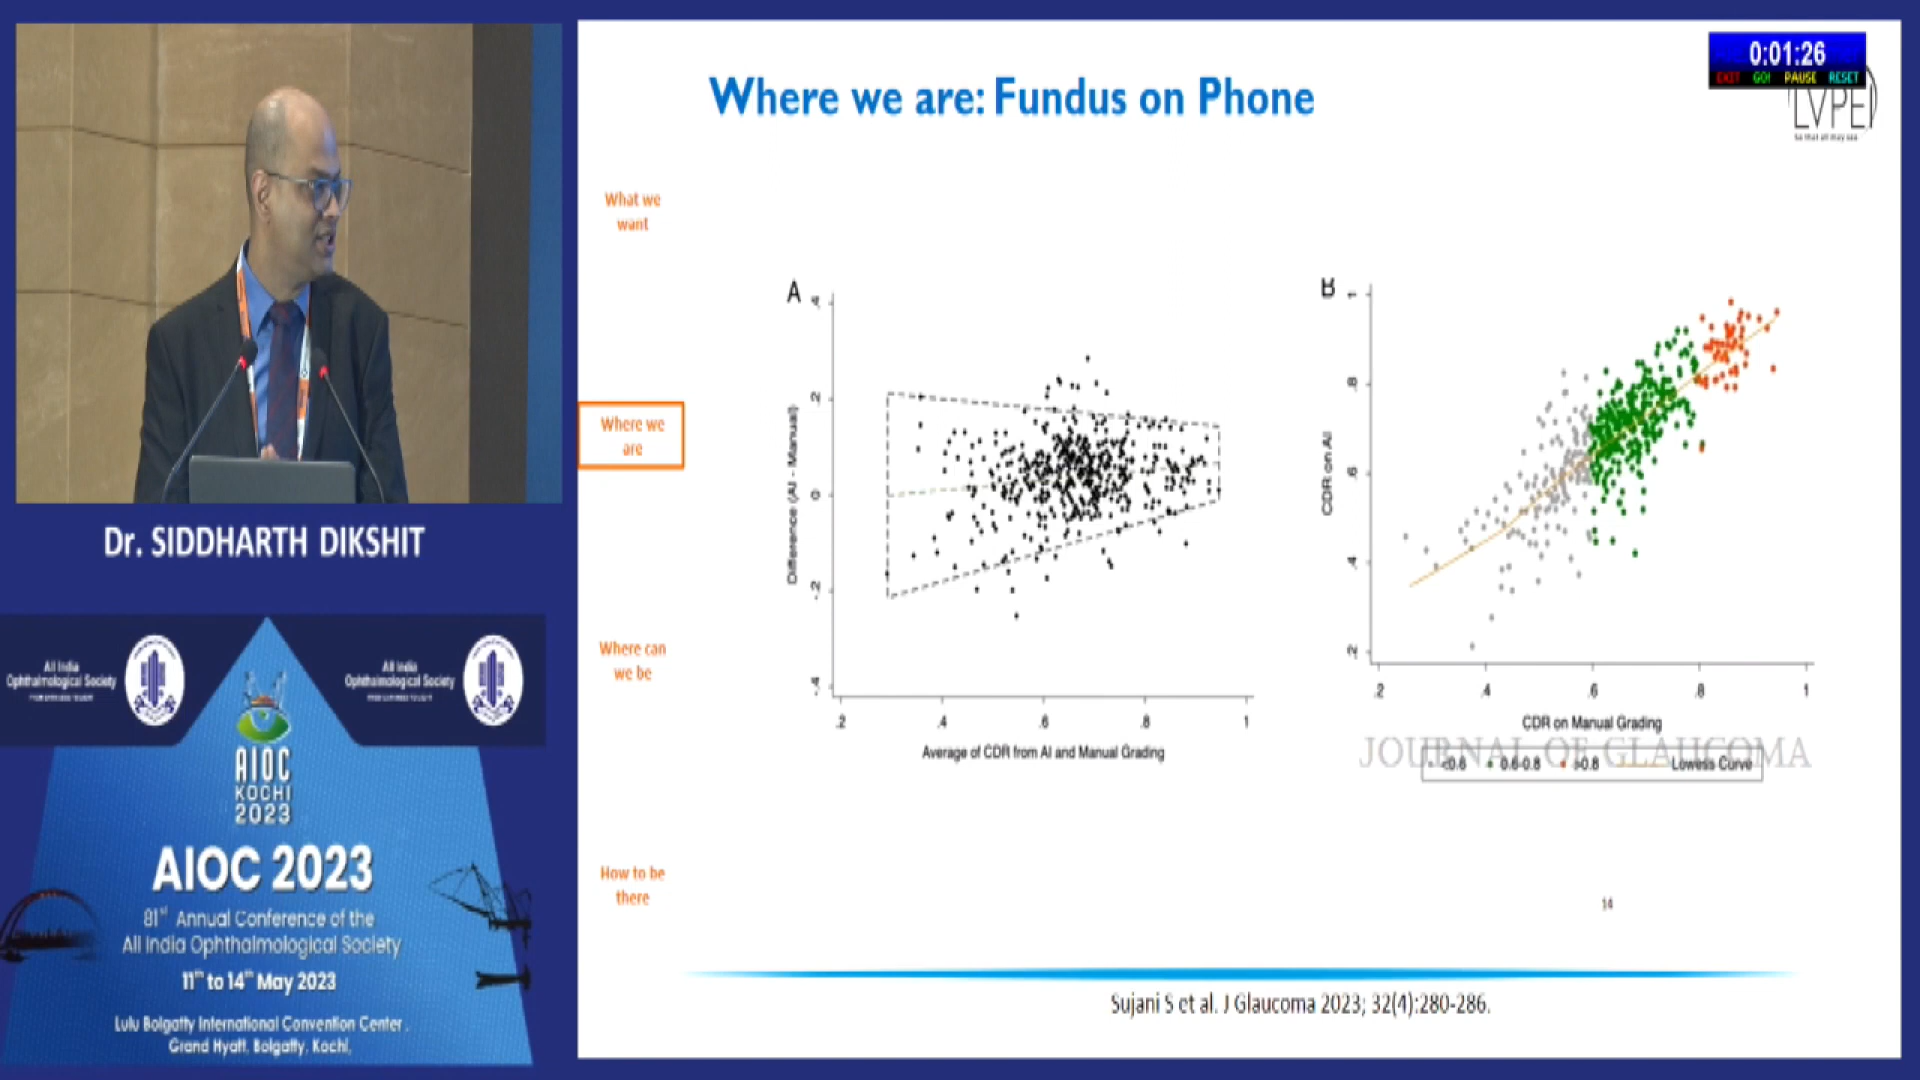 0:01:26
EXIT GO! PAUSE RESET
LVPEI
So that all may see
Where we are: Fundus on Phone
What we
want
Where we
are
Where can
we be
How to be
there
A
.4
.2
0
-.2
-.4
Difference (AI - Manual)
.2 .4 .6 .8 1
Average of CDR from AI and Manual Grading
B
1
.8
.6
.4
.2
CDR on AI
.2 .4 .6 .8 1
CDR on Manual Grading
JOURNAL OF GLAUCOMA
<0.6 0.6-0.8 >0.8 Lowess Curve
14
Sujani S et al. J Glaucoma 2023; 32(4):280-286.
Dr. SIDDHARTH DIKSHIT
All India
Ophthalmological Society
All India
Ophthalmological Society
AIOC
KOCHI
2023
AIOC 2023
81st Annual Conference of the
All India Ophthalmological Society
11th to 14th May 2023
Lulu Bolgatty International Convention Center,
Grand Hyatt, Bolgatty, Kochi,